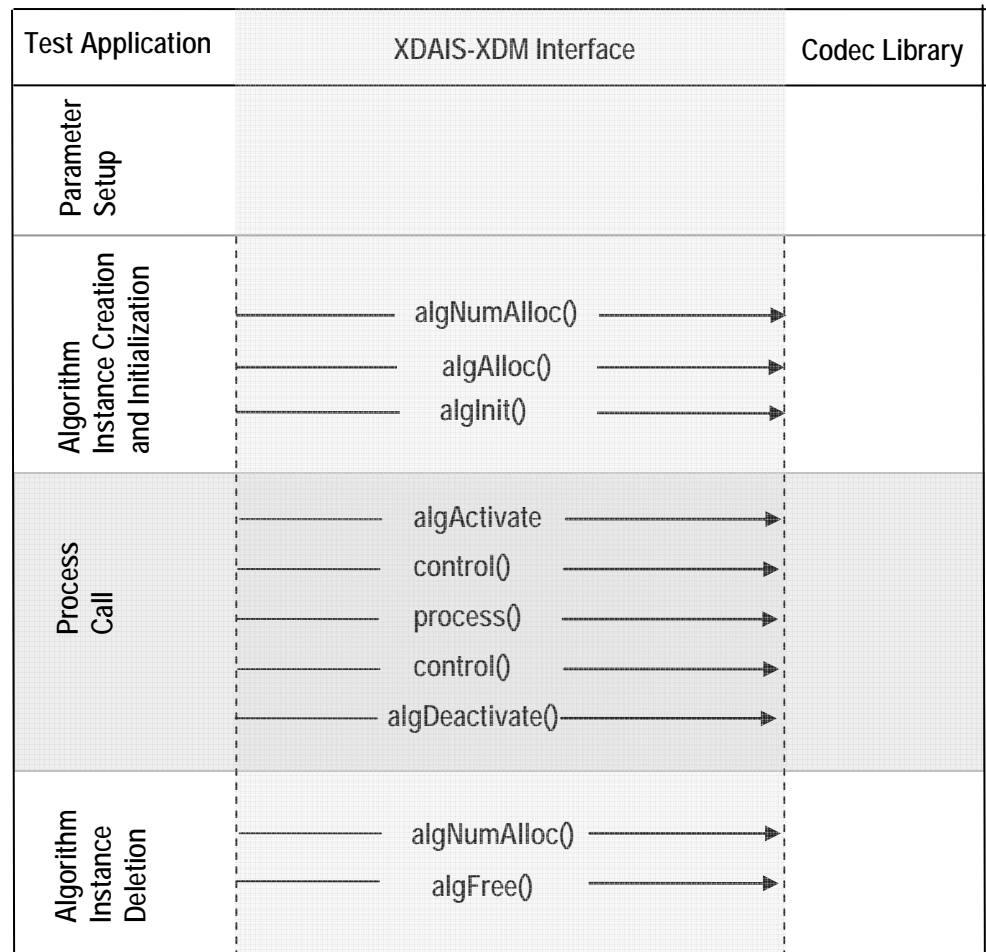 Test Application
XDAIS-XDM Interface
Codec Library
Parameter
Setup
Algorithm
Instance Creation
and Initialization
algNumAlloc()
algAlloc()
algInit()
Process
Call
algActivate
control()
process()
control()
algDeactivate()
Algorithm
Instance
Deletion
algNumAlloc()
algFree()